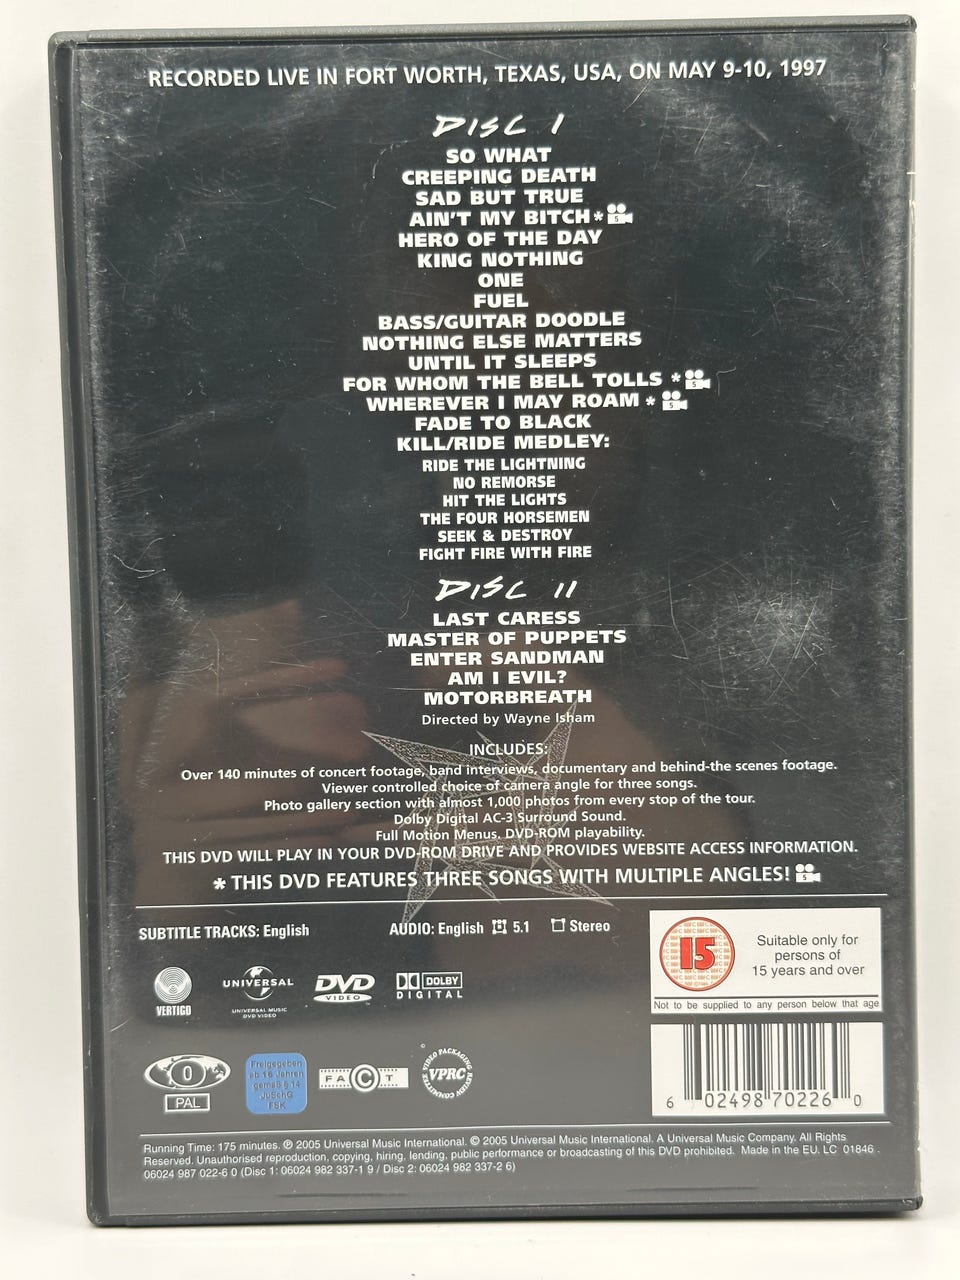 RECORDED LIVE IN FORT WORTH, TEXAS, USA, ON MAY 9-10, 1997
DISC I
SO WHAT
CREEPING DEATH
SAD BUT TRUE
AIN'T MY BITCH * 5
HERO OF THE DAY
KING NOTHING
ONE
FUEL
BASS/GUITAR DOODLE
NOTHING ELSE MATTERS
UNTIL IT SLEEPS
FOR WHOM THE BELL TOLLS * 5
WHEREVER I MAY ROAM * 5
FADE TO BLACK
KILL/RIDE MEDLEY:
RIDE THE LIGHTNING
NO REMORSE
HIT THE LIGHTS
THE FOUR HORSEMEN
SEEK & DESTROY
FIGHT FIRE WITH FIRE
DISC II
LAST CARESS
MASTER OF PUPPETS
ENTER SANDMAN
AM I EVIL?
MOTORBREATH
Directed by Wayne Isham
INCLUDES:
Over 140 minutes of concert footage, band interviews, documentary and behind-the scenes footage.
Viewer controlled choice of camera angle for three songs.
Photo gallery section with almost 1,000 photos from every stop of the tour.
Dolby Digital AC-3 Surround Sound.
Full Motion Menus. DVD-ROM playability.
THIS DVD WILL PLAY IN YOUR DVD-ROM DRIVE AND PROVIDES WEBSITE ACCESS INFORMATION.
* THIS DVD FEATURES THREE SONGS WITH MULTIPLE ANGLES! 5
SUBTITLE TRACKS: English
AUDIO: English 5.1 Stereo
15
Suitable only for
persons of
15 years and over
Not to be supplied to any person below that age
VERTIGO
UNIVERSAL
UNIVERSAL MUSIC
DVD VIDEO
DVD
VIDEO
DOLBY
DIGITAL
0
PAL
Freigegeben
ab 16 Jahren
gemäß § 14
JuSchG
FSK
FACT
VIDEO PACKAGING REVIEW COMMITTEE
VPRC
6 02498 70226 0
Running Time: 175 minutes. ℗ 2005 Universal Music International. © 2005 Universal Music International. A Universal Music Company. All Rights
Reserved. Unauthorised reproduction, copying, hiring, lending, public performance or broadcasting of this DVD prohibited. Made in the EU. LC 01846 .
06024 987 022-6 0 (Disc 1: 06024 982 337-1 9 / Disc 2: 06024 982 337-2 6)